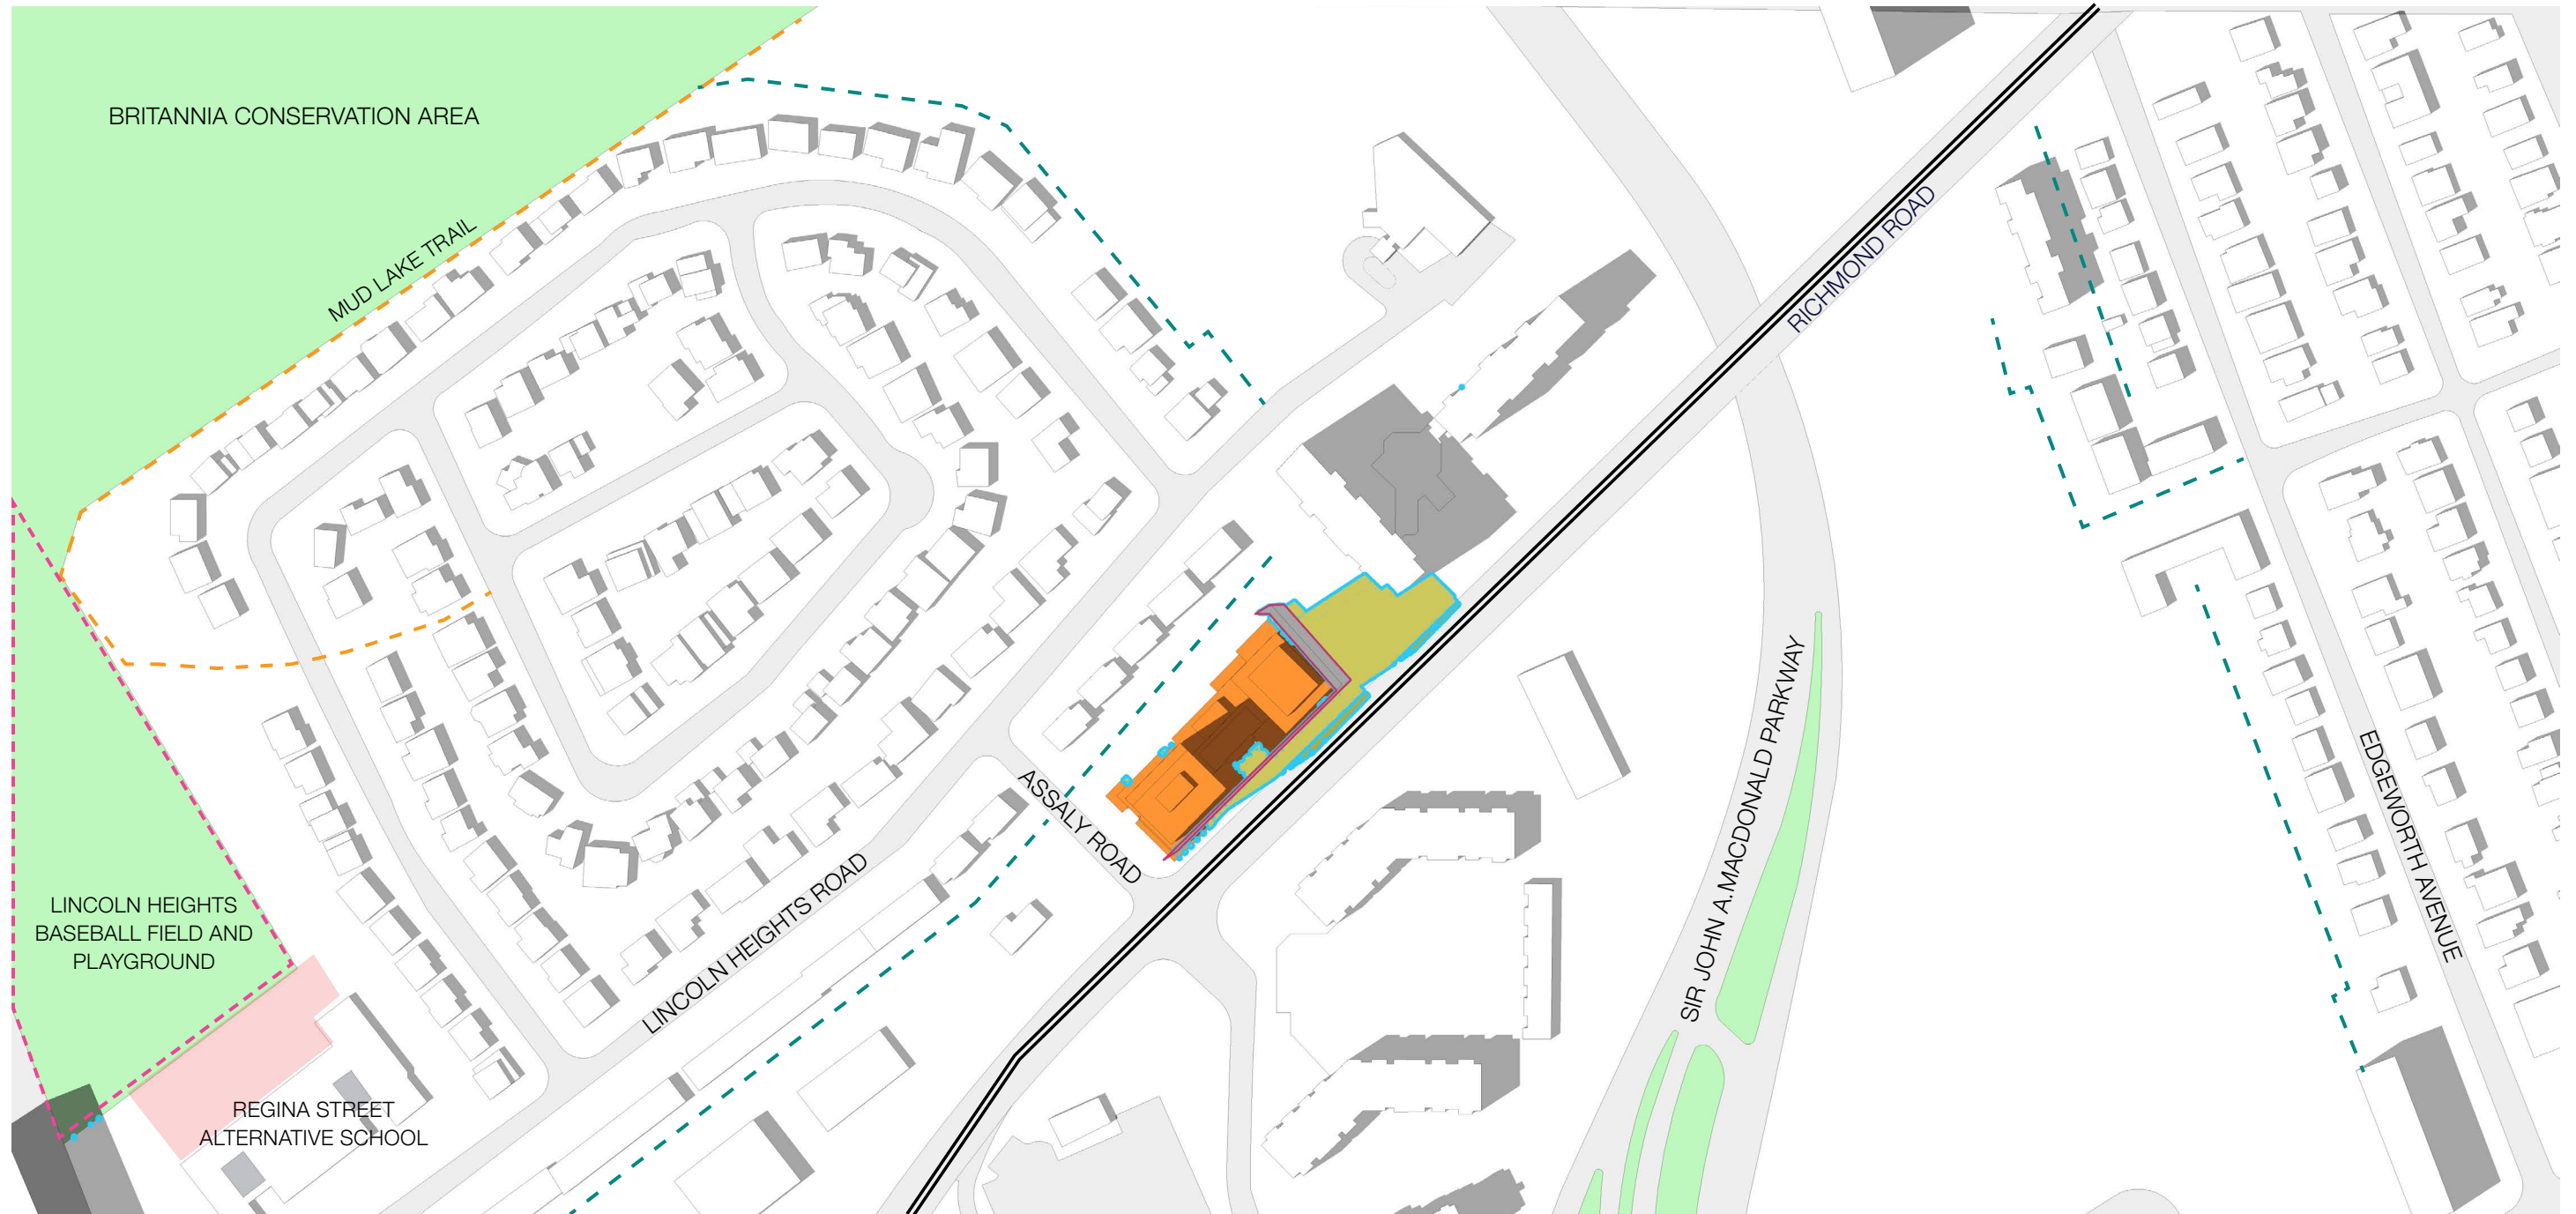 BRITANNIA CONSERVATION AREA
MUD LAKE TRAIL
RICHMOND ROAD
ASSALY ROAD
SIR JOHN A.MACDONALD PARKWAY
EDGEWORTH AVENUE
LINCOLN HEIGHTS ROAD
LINCOLN HEIGHTS
BASEBALL FIELD AND
PLAYGROUND
REGINA STREET
ALTERNATIVE SCHOOL